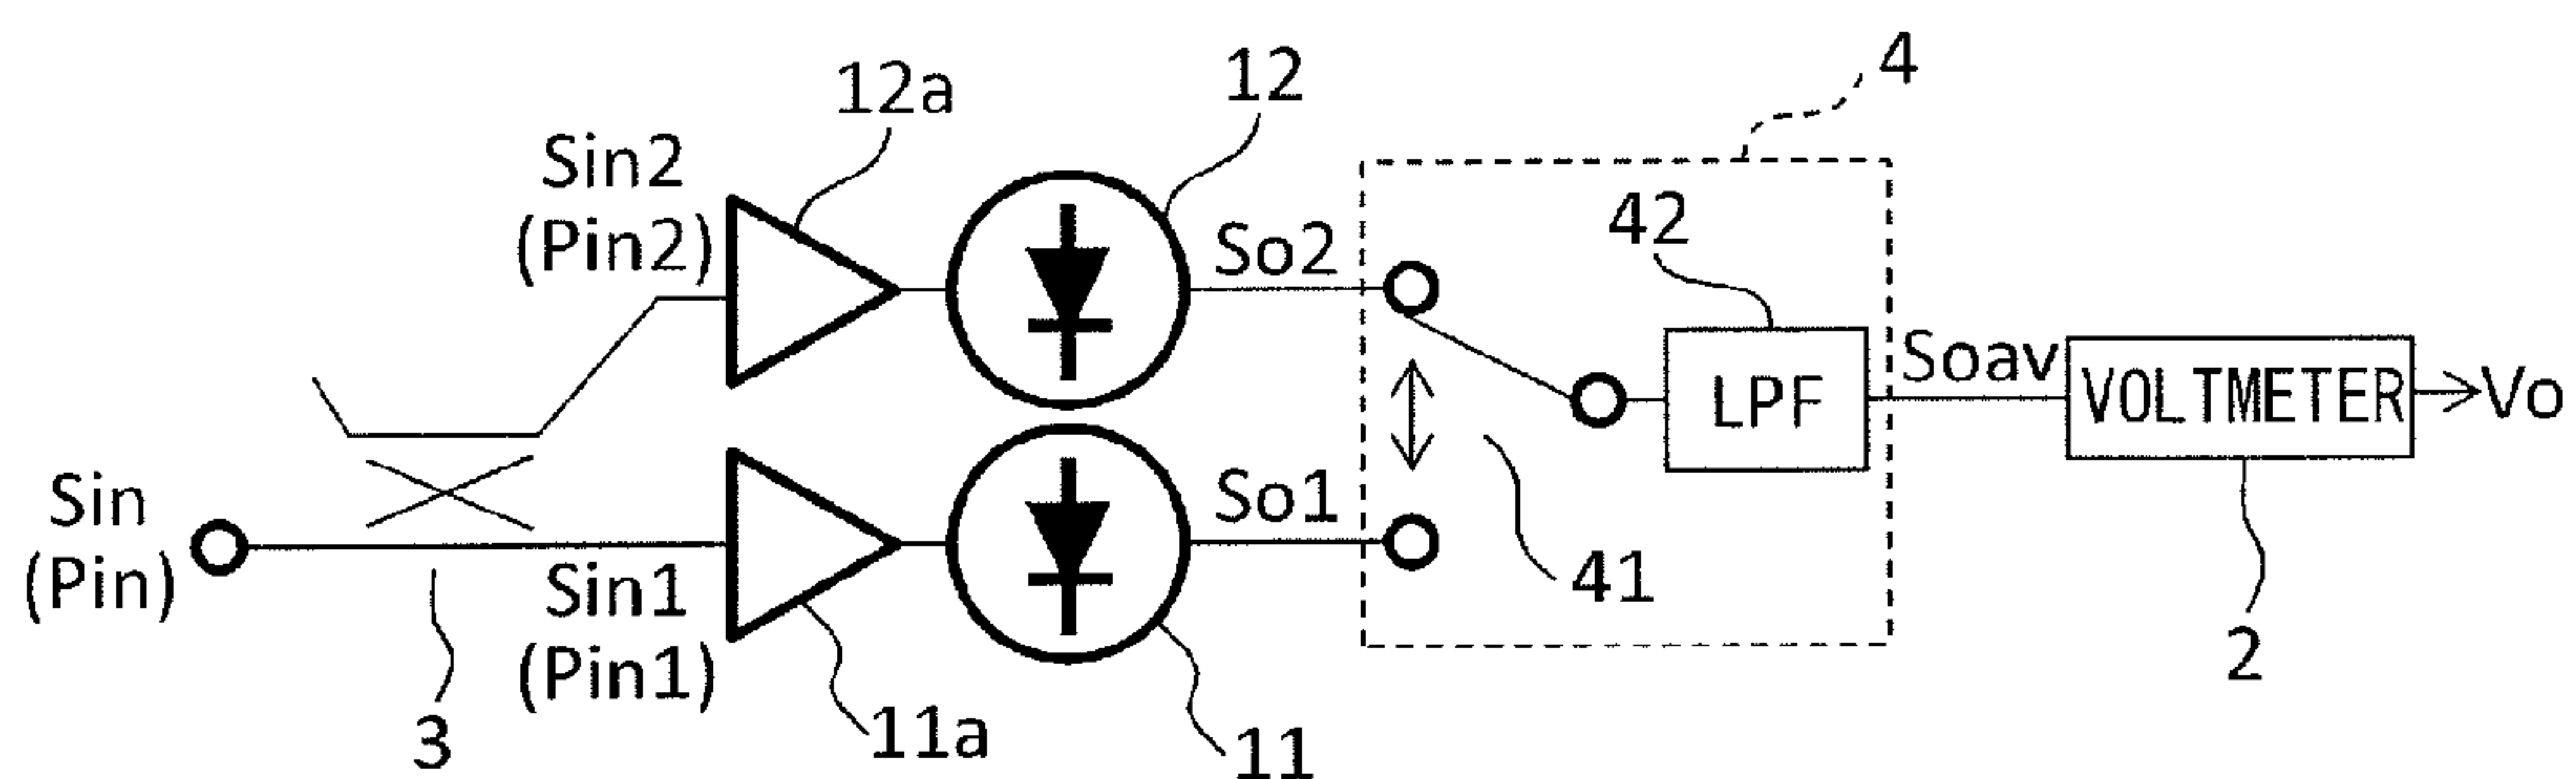 4
12
12a
Sin2
(Pin2)
So2
42
Soav
LPF
VOLTMETER
Vo
Sin
(Pin)
So1
41
Sin1
(Pin1)
3
11a
11
2